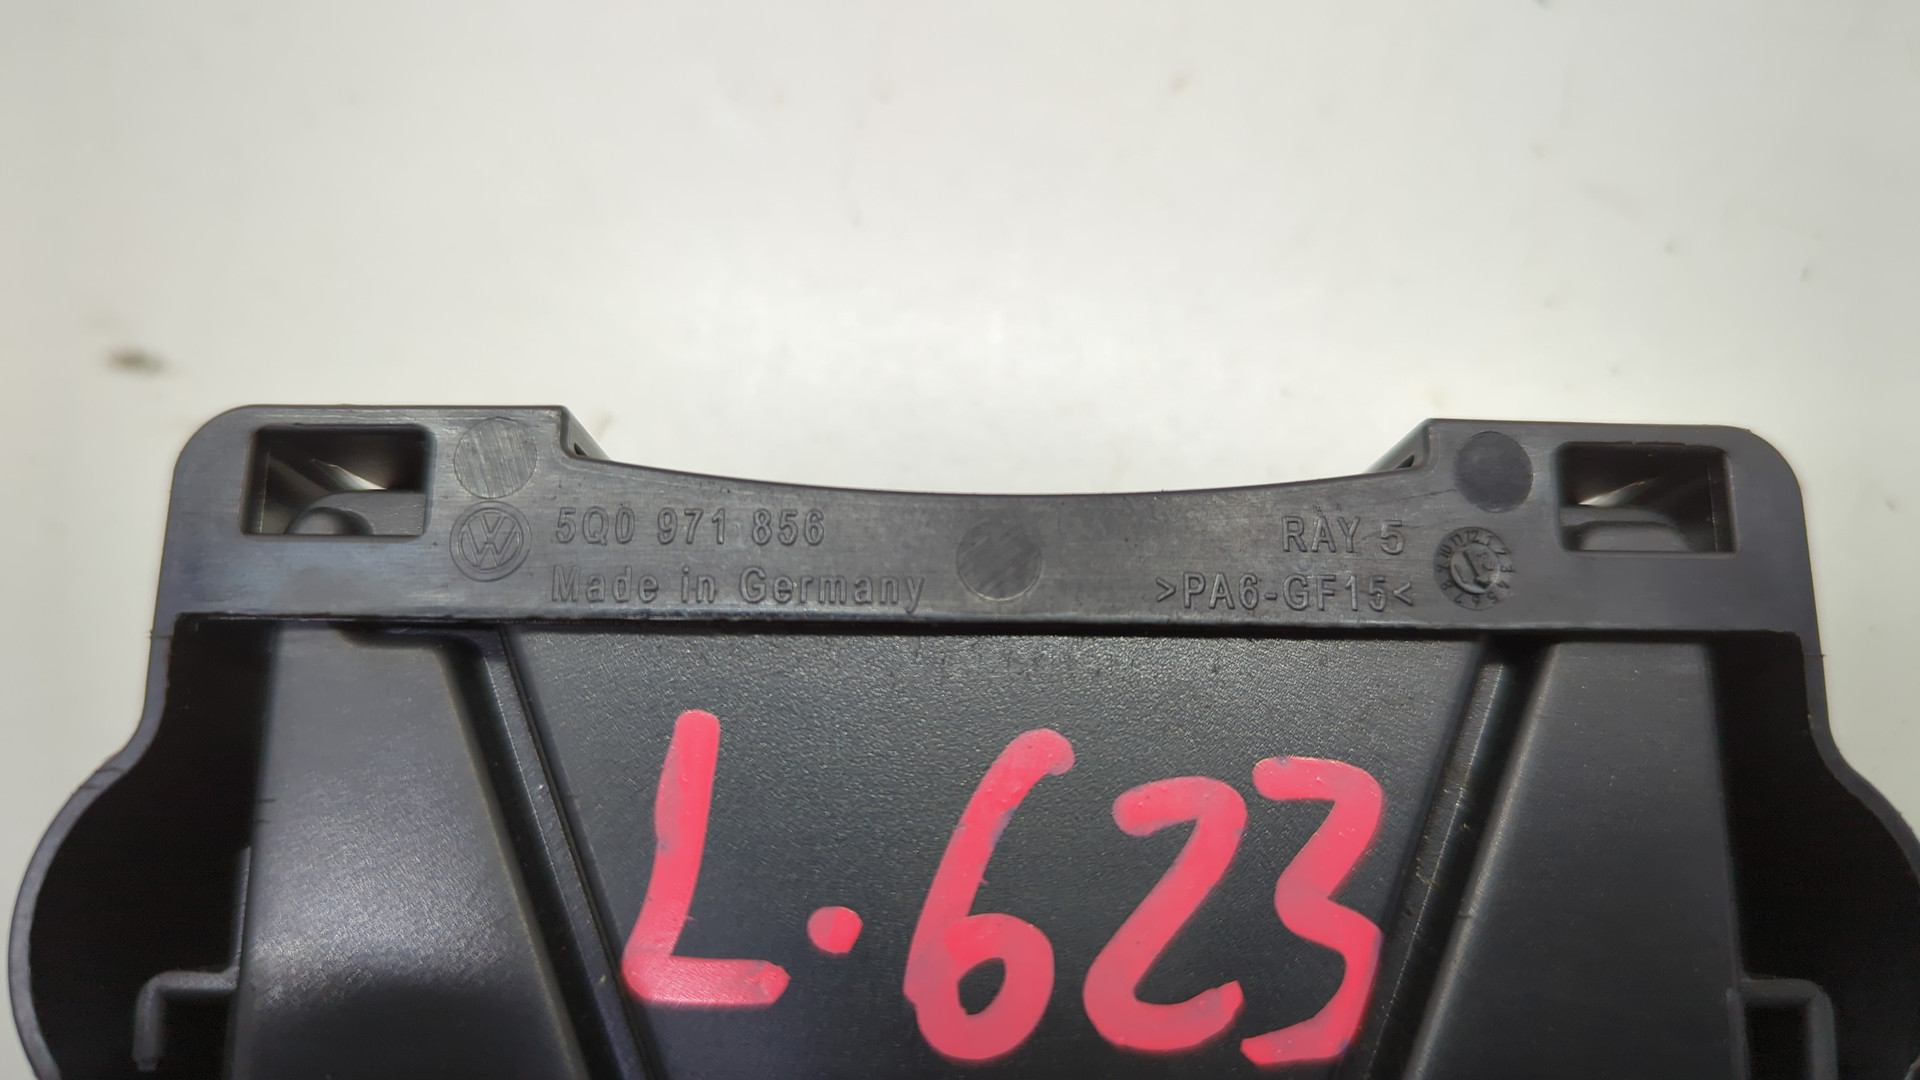 5Q0 971 856
Made in Germany
RAY 5
>PA6-GF15<
L.623